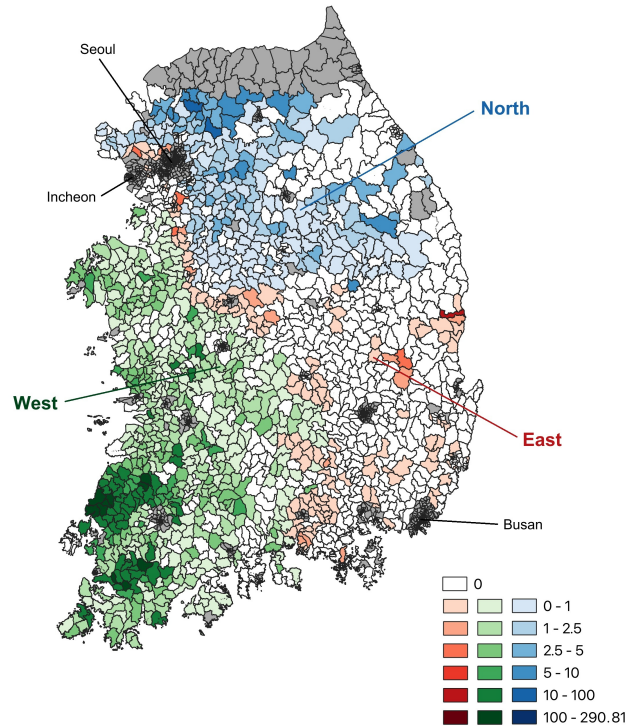 Seoul
North
Incheon
West
East
Busan
0
0 - 1
1 - 2.5
2.5 - 5
5 - 10
10 - 100
100 - 290.81